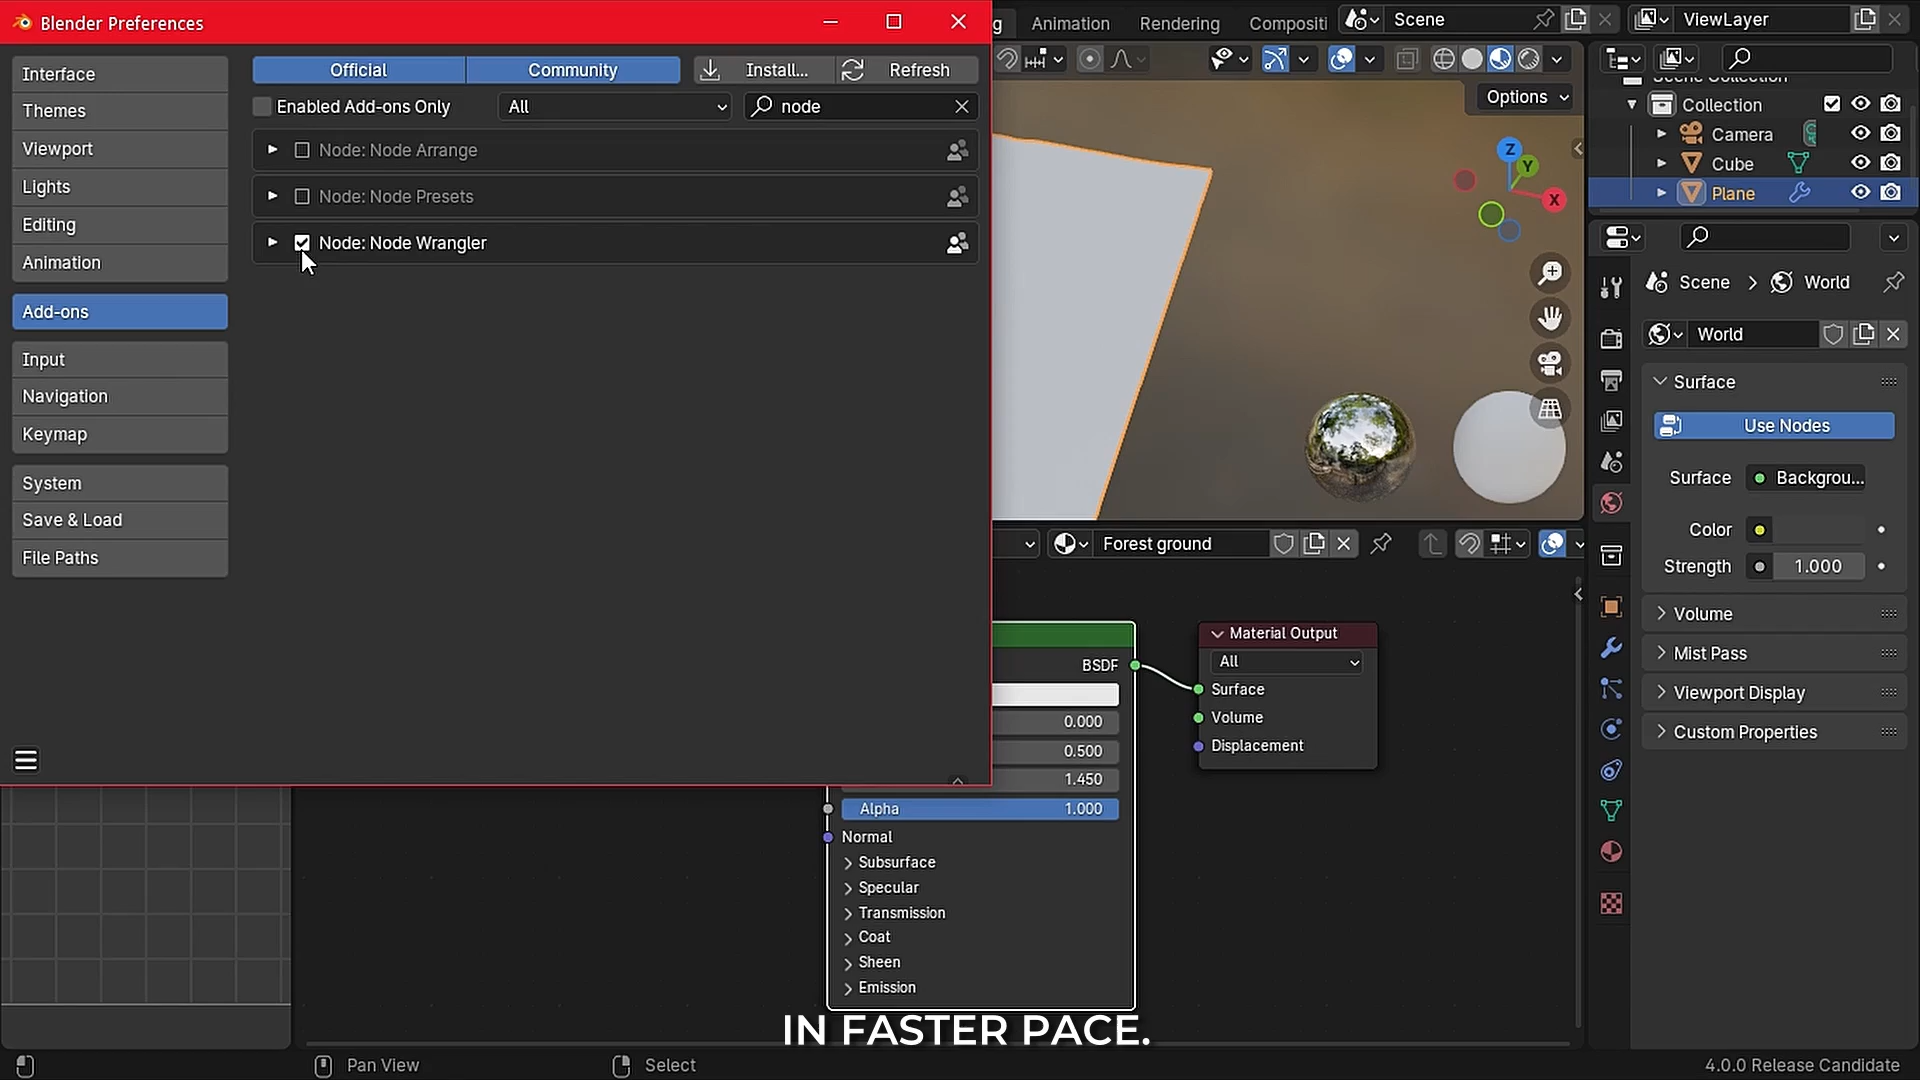 Blender Preferences
Interface
Themes
Viewport
Lights
Editing
Animation
Add-ons
Input
Navigation
Keymap
System
Save & Load
File Paths
Official
Community
Install...
Refresh
Enabled Add-ons Only
All
node
Node: Node Arrange
Node: Node Presets
Node: Node Wrangler
Animation
Rendering
Compositi
Scene
ViewLayer
Options
Z
Y
X
Scene Collection
Collection
Camera
Cube
Plane
Scene
World
World
Surface
Use Nodes
Surface
Backgrou...
Color
Strength
1.000
Volume
Mist Pass
Viewport Display
Custom Properties
Forest ground
BSDF
0.000
0.500
1.450
Alpha
1.000
Normal
Subsurface
Specular
Transmission
Coat
Sheen
Emission
Material Output
All
Surface
Volume
Displacement
IN FASTER PACE.
Pan View
Select
4.0.0 Release Candidate